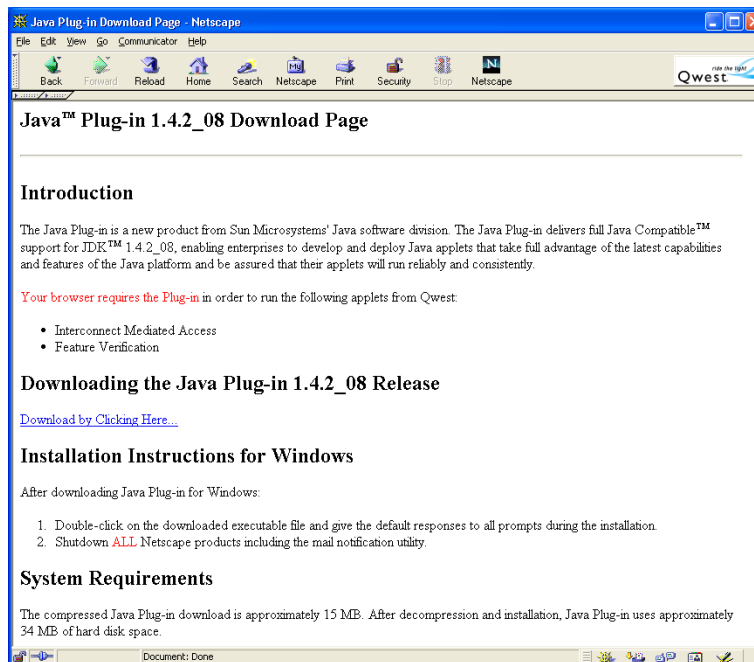 Java Plug-in Download Page - Netscape
File Edit View Go Communicator Help
Back Forward Reload Home Search Netscape Print Security Stop Netscape
My
N
ride the light
Qwest
Java™ Plug-in 1.4.2_08 Download Page
Introduction
The Java Plug-in is a new product from Sun Microsystems' Java software division. The Java Plug-in delivers full Java Compatible™
support for JDK™ 1.4.2_08, enabling enterprises to develop and deploy Java applets that take full advantage of the latest capabilities
and features of the Java platform and be assured that their applets will run reliably and consistently.
Your browser requires the Plug-in in order to run the following applets from Qwest:
• Interconnect Mediated Access
• Feature Verification
Downloading the Java Plug-in 1.4.2_08 Release
Download by Clicking Here...
Installation Instructions for Windows
After downloading Java Plug-in for Windows:
1. Double-click on the downloaded executable file and give the default responses to all prompts during the installation.
2. Shutdown ALL Netscape products including the mail notification utility.
System Requirements
The compressed Java Plug-in download is approximately 15 MB. After decompression and installation, Java Plug-in uses approximately
34 MB of hard disk space.
Document: Done